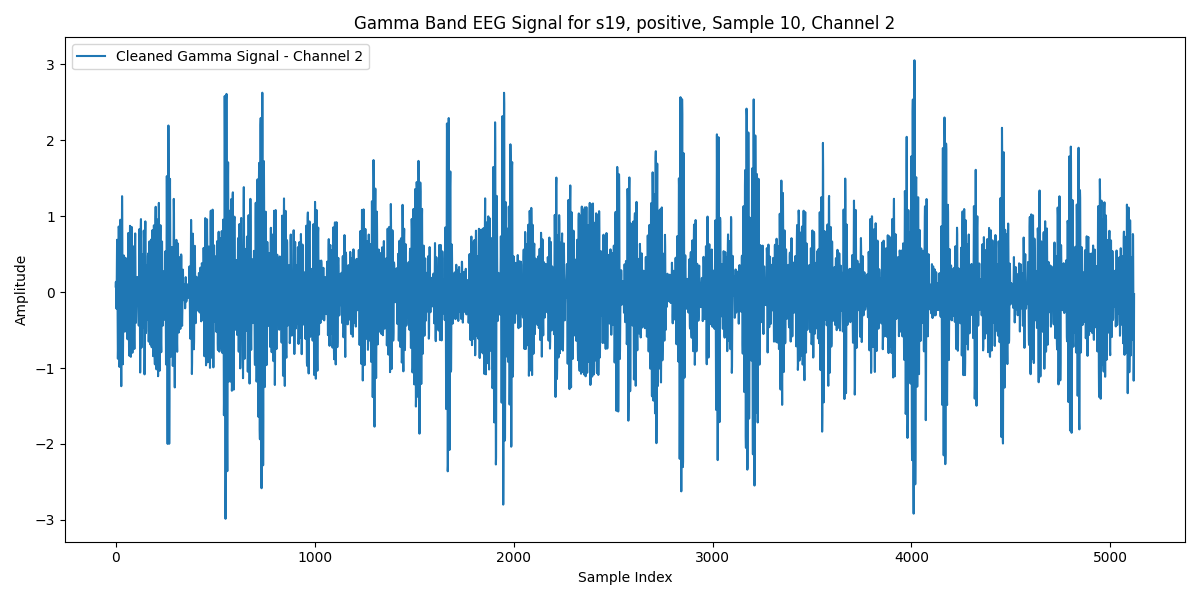 Gamma Band EEG Signal for s19, positive, Sample 10, Channel 2
Cleaned Gamma Signal - Channel 2
Amplitude
3
2
1
0
−1
−2
−3
0 1000 2000 3000 4000 5000
Sample Index